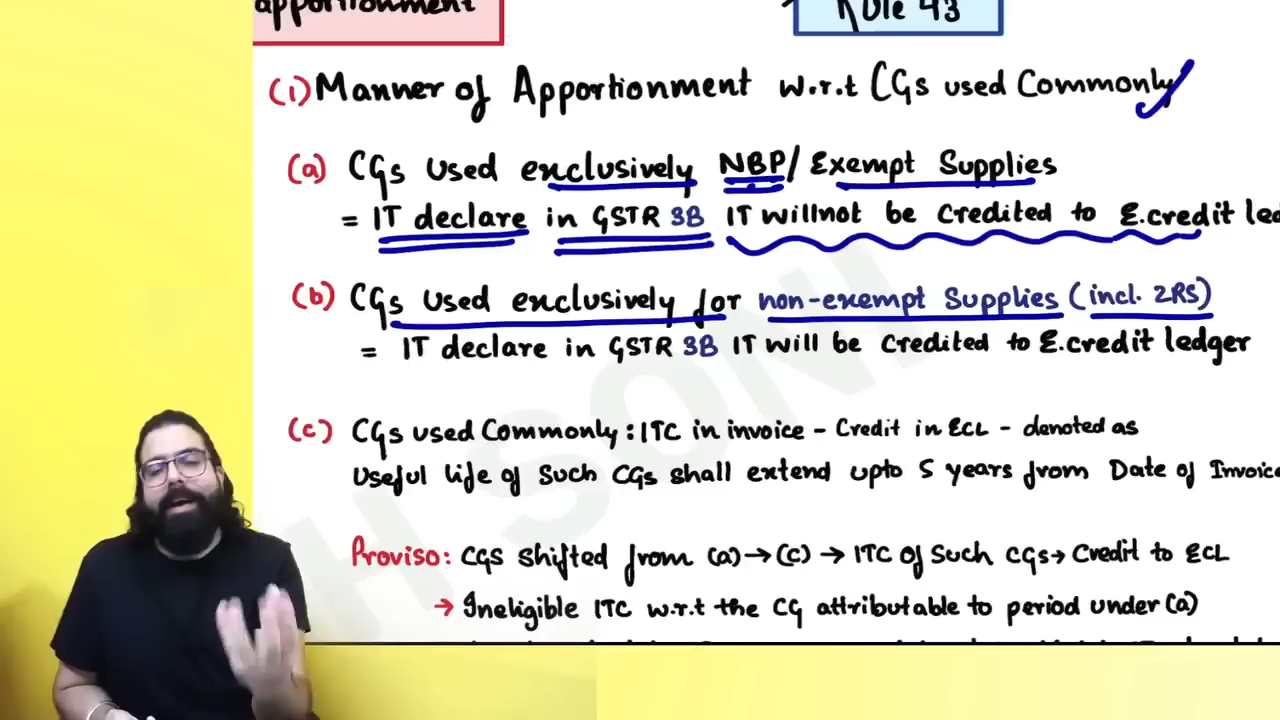 apportionment
Rule 43
(1) Manner of Apportionment w.r.t CGs used Commonly
(a) CGs used exclusively NBP/Exempt Supplies
= IT declare in GSTR 3B IT will not be Credited to E.credit led
(b) CGs used exclusively for non-exempt Supplies (incl. ZRS)
= IT declare in GSTR 3B IT will be Credited to E.credit ledger
(c) CGs used Commonly: ITC in invoice - Credit in ECL - denoted as
Useful life of Such CGs shall extend upto 5 years from Date of Invoice
Proviso: CGs shifted from (a) → (c) → ITC of Such CGs → Credit to ECL
→ Ineligible ITC w.r.t the CG attributable to period under (a)
H SONI